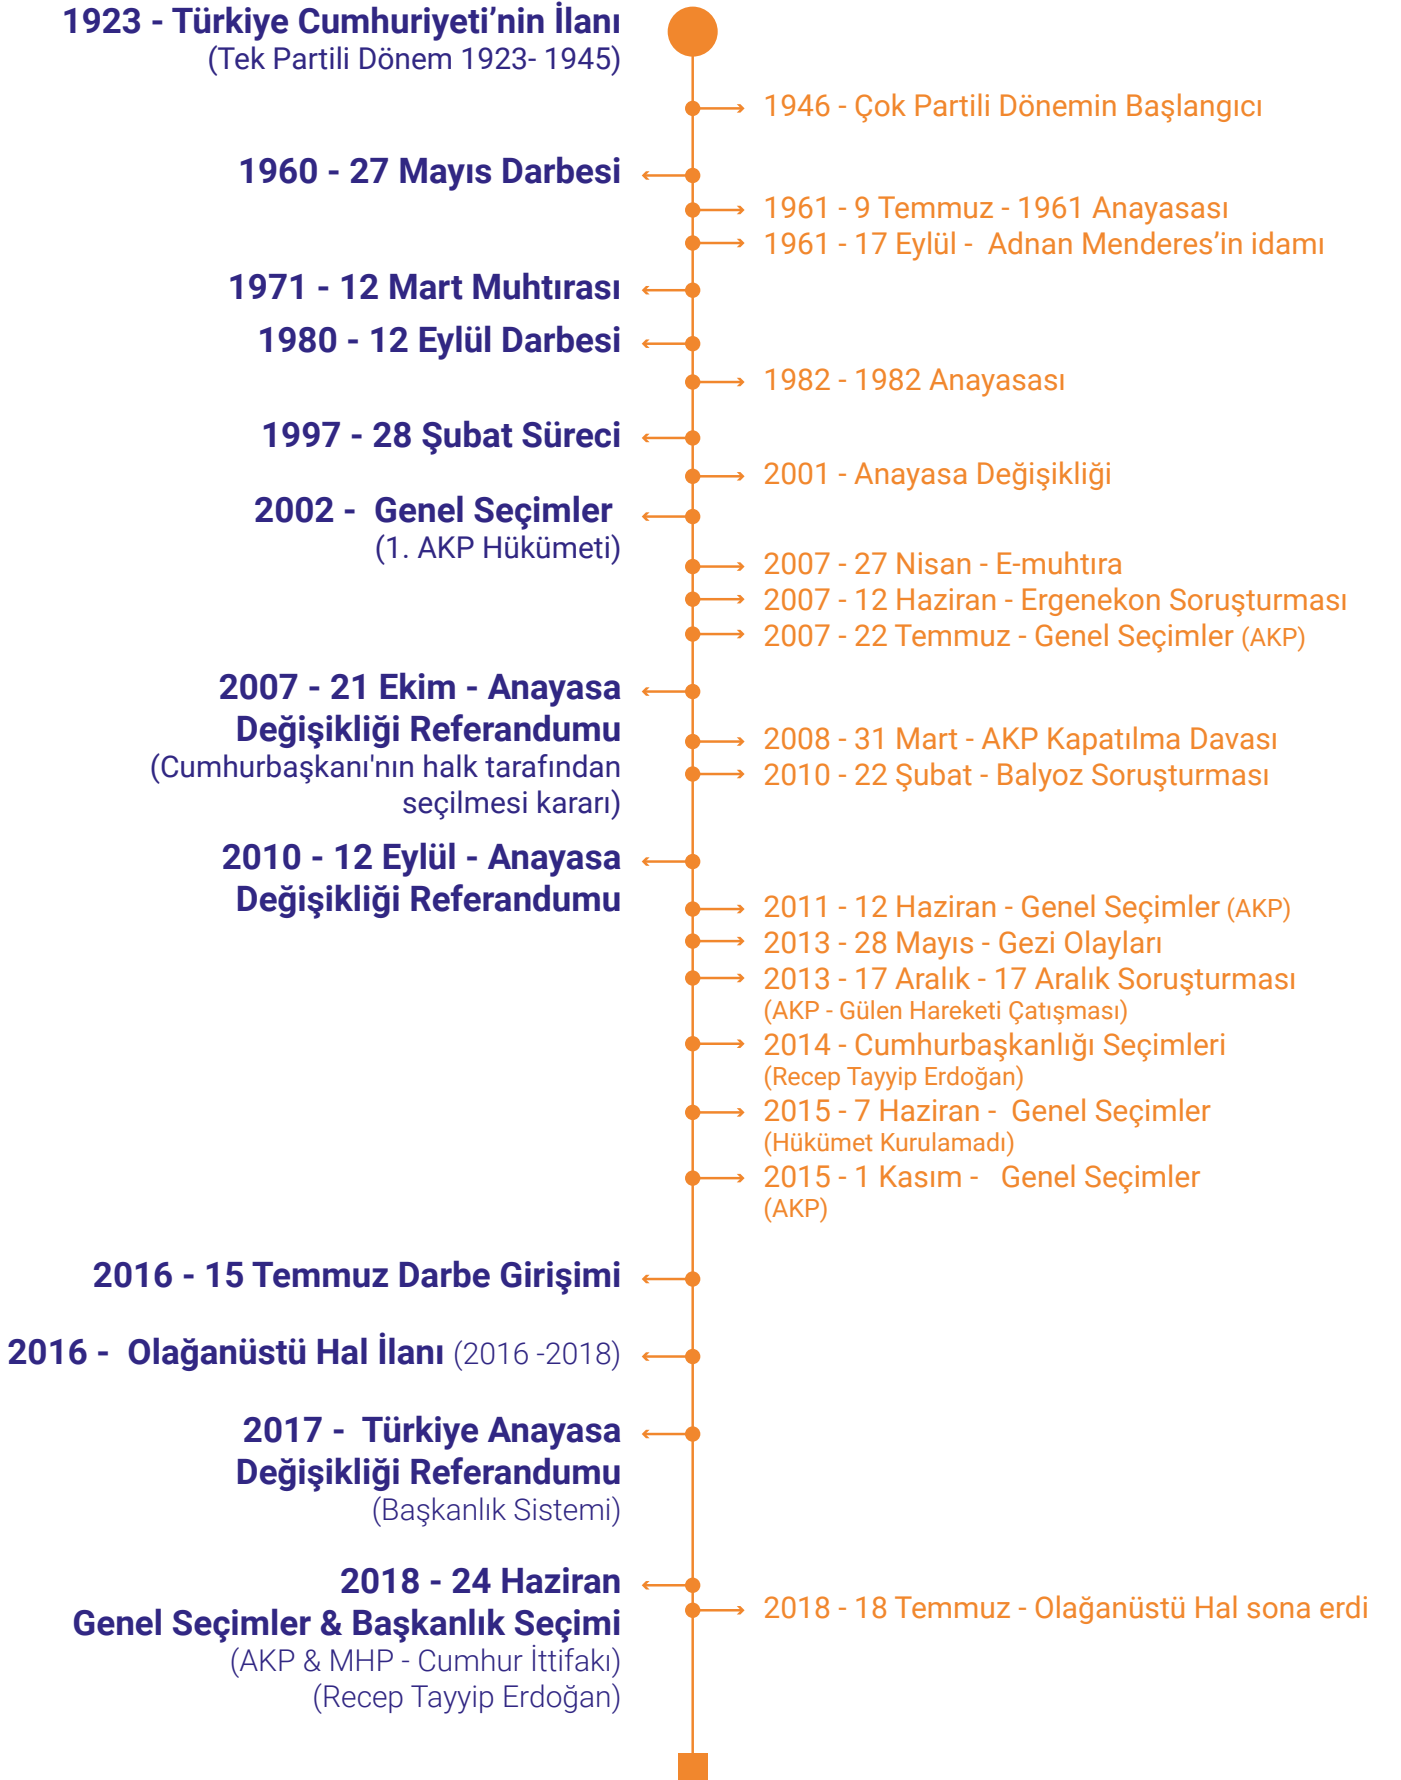 1923 - Türkiye Cumhuriyeti’nin İlanı
(Tek Partili Dönem 1923- 1945)
1946 - Çok Partili Dönemin Başlangıcı
1960 - 27 Mayıs Darbesi
1961 - 9 Temmuz - 1961 Anayasası
1961 - 17 Eylül -  Adnan Menderes’in idamı
1971 - 12 Mart Muhtırası
1980 - 12 Eylül Darbesi
1982 - 1982 Anayasası
1997 - 28 Şubat Süreci
2001 - Anayasa Değişikliği
2002 -  Genel Seçimler
(1. AKP Hükümeti)
2007 - 27 Nisan - E-muhtıra
2007 - 12 Haziran - Ergenekon Soruşturması
2007 - 22 Temmuz - Genel Seçimler (AKP)
2007 - 21 Ekim - Anayasa
Değişikliği Referandumu
(Cumhurbaşkanı'nın halk tarafından
seçilmesi kararı)
2008 - 31 Mart - AKP Kapatılma Davası
2010 - 22 Şubat - Balyoz Soruşturması
2010 - 12 Eylül - Anayasa
Değişikliği Referandumu
2011 - 12 Haziran - Genel Seçimler (AKP)
2013 - 28 Mayıs - Gezi Olayları
2013 - 17 Aralık - 17 Aralık Soruşturması
(AKP - Gülen Hareketi Çatışması)
2014 - Cumhurbaşkanlığı Seçimleri
(Recep Tayyip Erdoğan)
2015 - 7 Haziran -  Genel Seçimler
(Hükümet Kurulamadı)
2015 - 1 Kasım -   Genel Seçimler
(AKP)
2016 - 15 Temmuz Darbe Girişimi
2016 -  Olağanüstü Hal İlanı (2016 -2018)
2017 -  Türkiye Anayasa
Değişikliği Referandumu
(Başkanlık Sistemi)
2018 - 24 Haziran
Genel Seçimler & Başkanlık Seçimi
(AKP & MHP - Cumhur İttifakı)
(Recep Tayyip Erdoğan)
2018 - 18 Temmuz - Olağanüstü Hal sona erdi